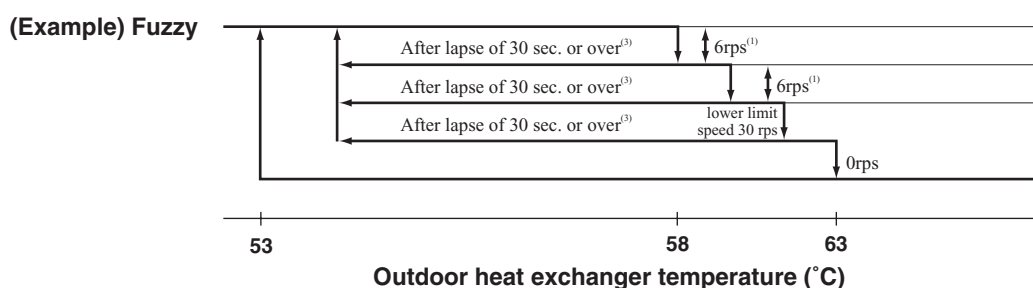 (Example) Fuzzy
After lapse of 30 sec. or over(3)
6rps(1)
After lapse of 30 sec. or over(3)
6rps(1)
After lapse of 30 sec. or over(3)
lower limit
speed 30 rps
0rps
53
58
63
Outdoor heat exchanger temperature (˚C)